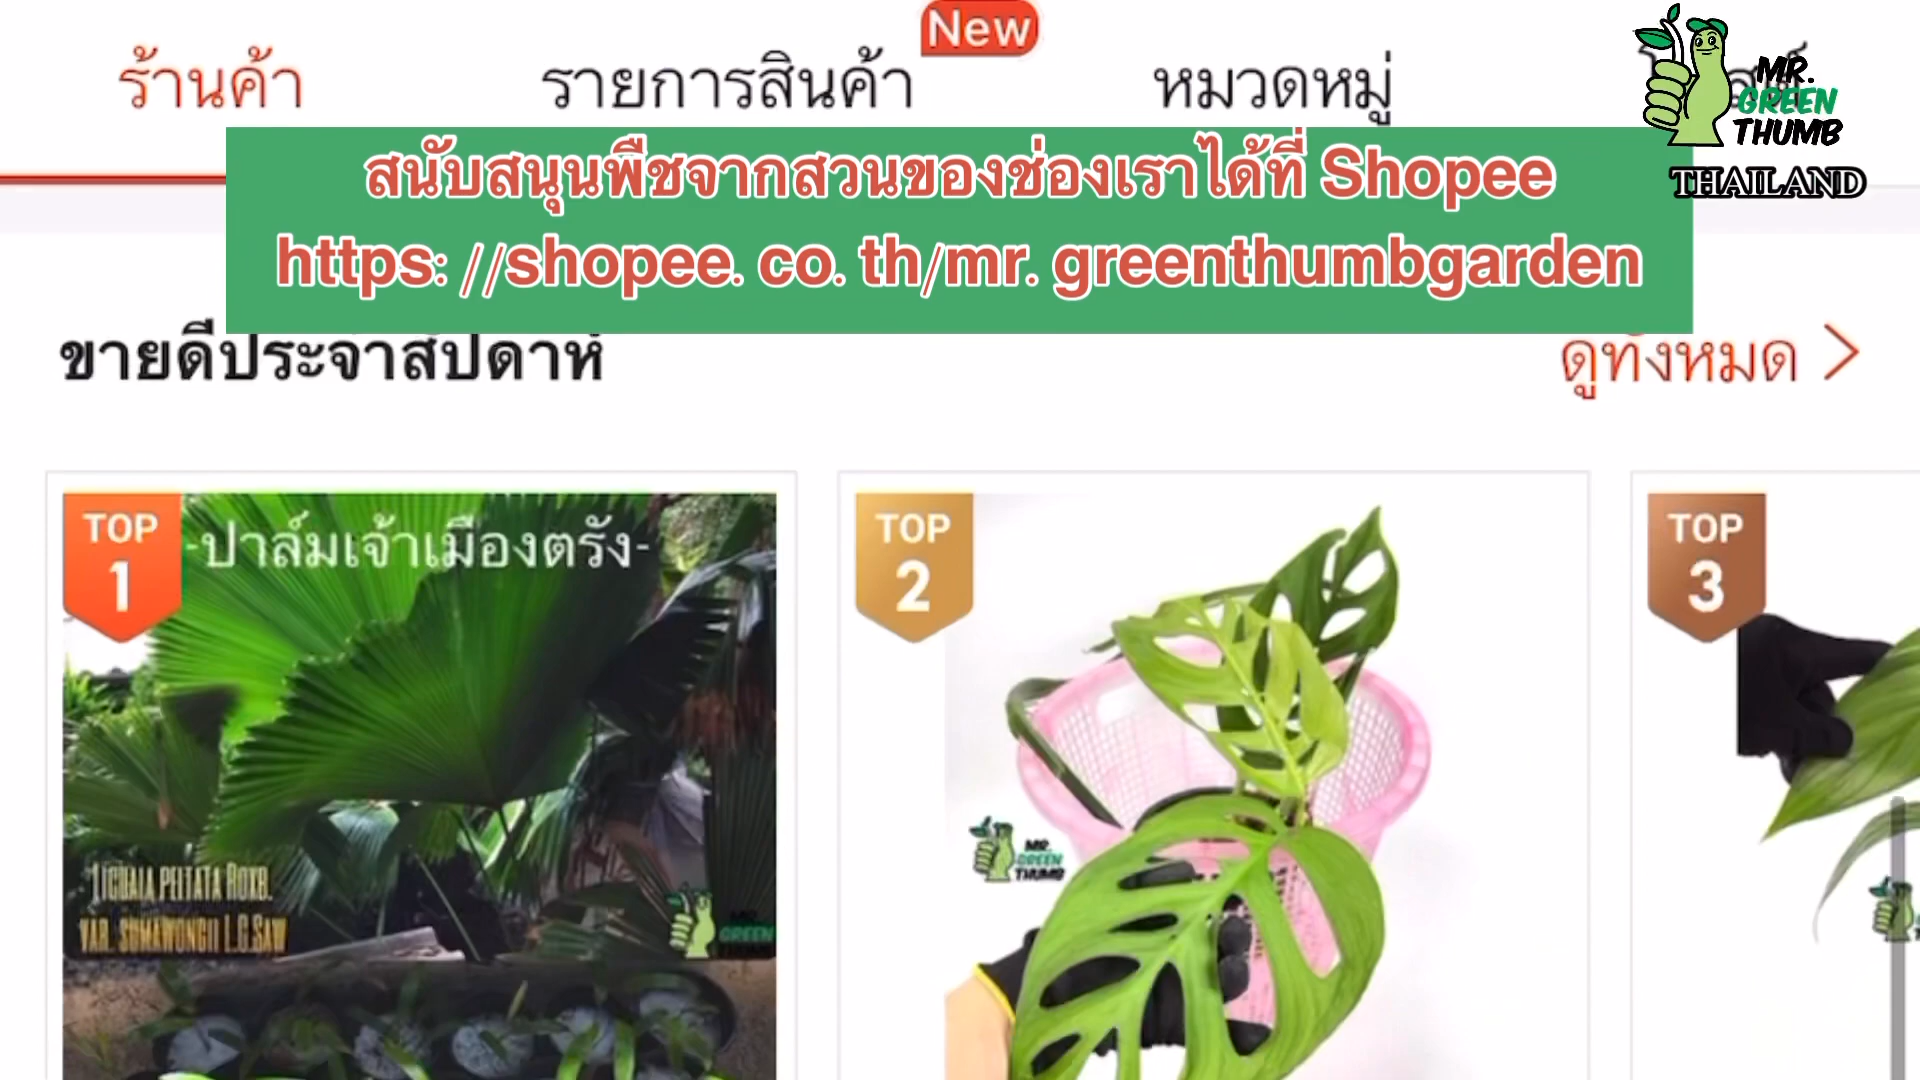 New
ร้านค้า
รายการสินค้า
หมวดหมู่
MR.
GREEN
THUMB
THAILAND
สนับสนุนพืชจากสวนของช่องเราได้ที่ Shopee
https: //shopee. co. th/mr. greenthumbgarden
ขายดีประจำสัปดาห์
ดูทั้งหมด >
TOP
1
-ปาล์มเจ้าเมืองตรัง-
TOP
2
TOP
3
MR.
GREEN
THUMB
LICUALA PELTATA ROXB.
VAR. SUMAWONGII L.G.SAW
GREEN